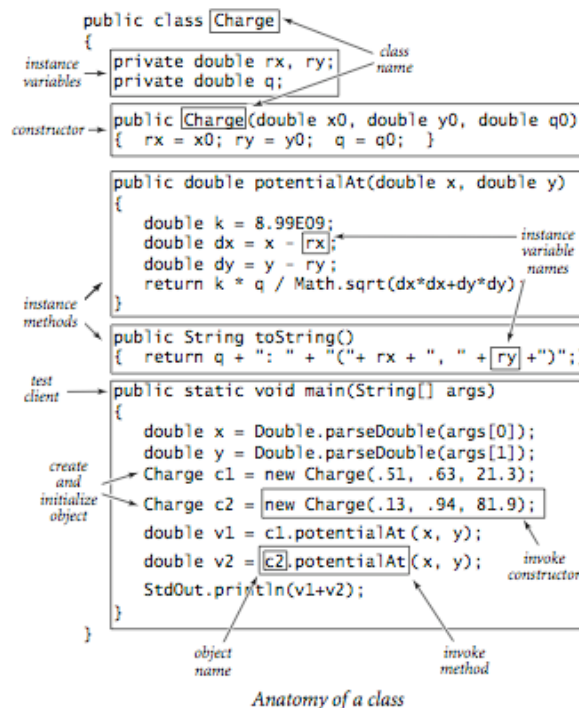 public class Charge
{
instance variables
private double rx, ry;
private double q;
class name
constructor
public Charge(double x0, double y0, double q0)
{ rx = x0; ry = y0; q = q0; }
public double potentialAt(double x, double y)
{
double k = 8.99E09;
double dx = x - rx;
double dy = y - ry;
return k * q / Math.sqrt(dx*dx+dy*dy)
}
instance variable names
instance methods
public String toString()
{ return q + ": " + "("+ rx + ", " + ry +")";
test client
public static void main(String[] args)
{
double x = Double.parseDouble(args[0]);
double y = Double.parseDouble(args[1]);
create and initialize object
Charge c1 = new Charge(.51, .63, 21.3);
Charge c2 = new Charge(.13, .94, 81.9);
double v1 = c1.potentialAt(x, y);
double v2 = c2.potentialAt(x, y);
invoke constructor
StdOut.println(v1+v2);
}
}
object name
invoke method
Anatomy of a class